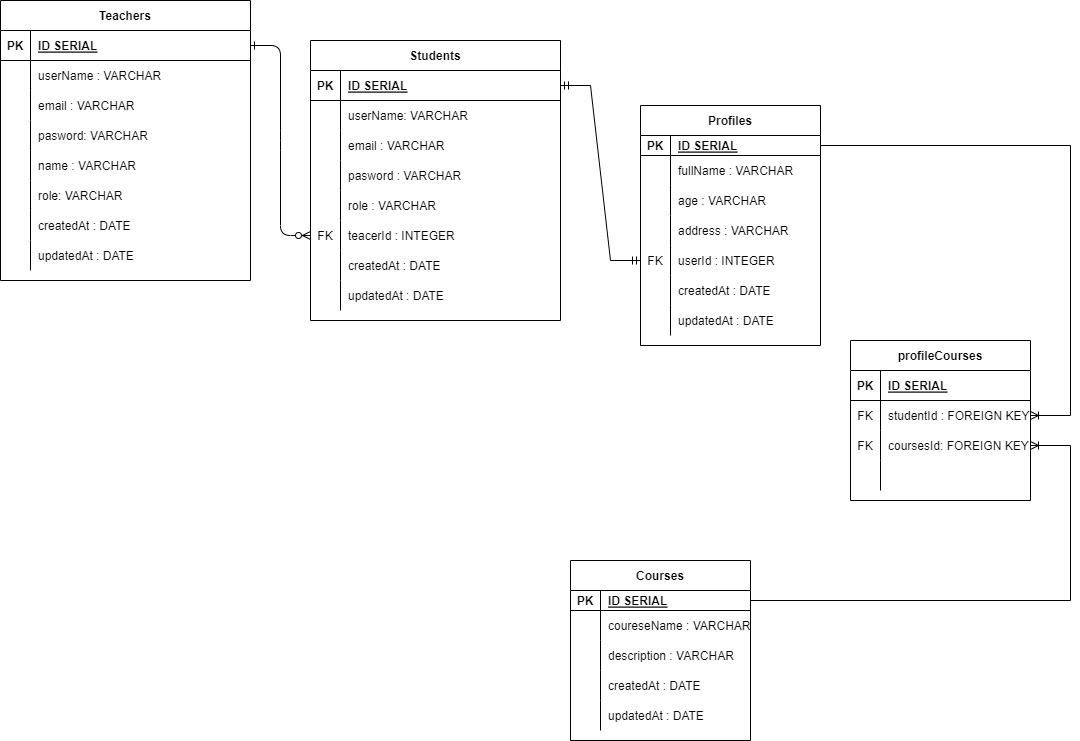 Teachers
PK ID SERIAL
userName : VARCHAR
email : VARCHAR
pasword: VARCHAR
name : VARCHAR
role: VARCHAR
createdAt : DATE
updatedAt : DATE
Students
PK ID SERIAL
userName: VARCHAR
email : VARCHAR
pasword : VARCHAR
role : VARCHAR
FK teacerId : INTEGER
createdAt : DATE
updatedAt : DATE
Profiles
PK ID SERIAL
fullName : VARCHAR
age : VARCHAR
address : VARCHAR
FK userId : INTEGER
createdAt : DATE
updatedAt : DATE
profileCourses
PK ID SERIAL
FK studentId : FOREIGN KEY
FK coursesId: FOREIGN KEY
Courses
PK ID SERIAL
coureseName : VARCHAR
description : VARCHAR
createdAt : DATE
updatedAt : DATE